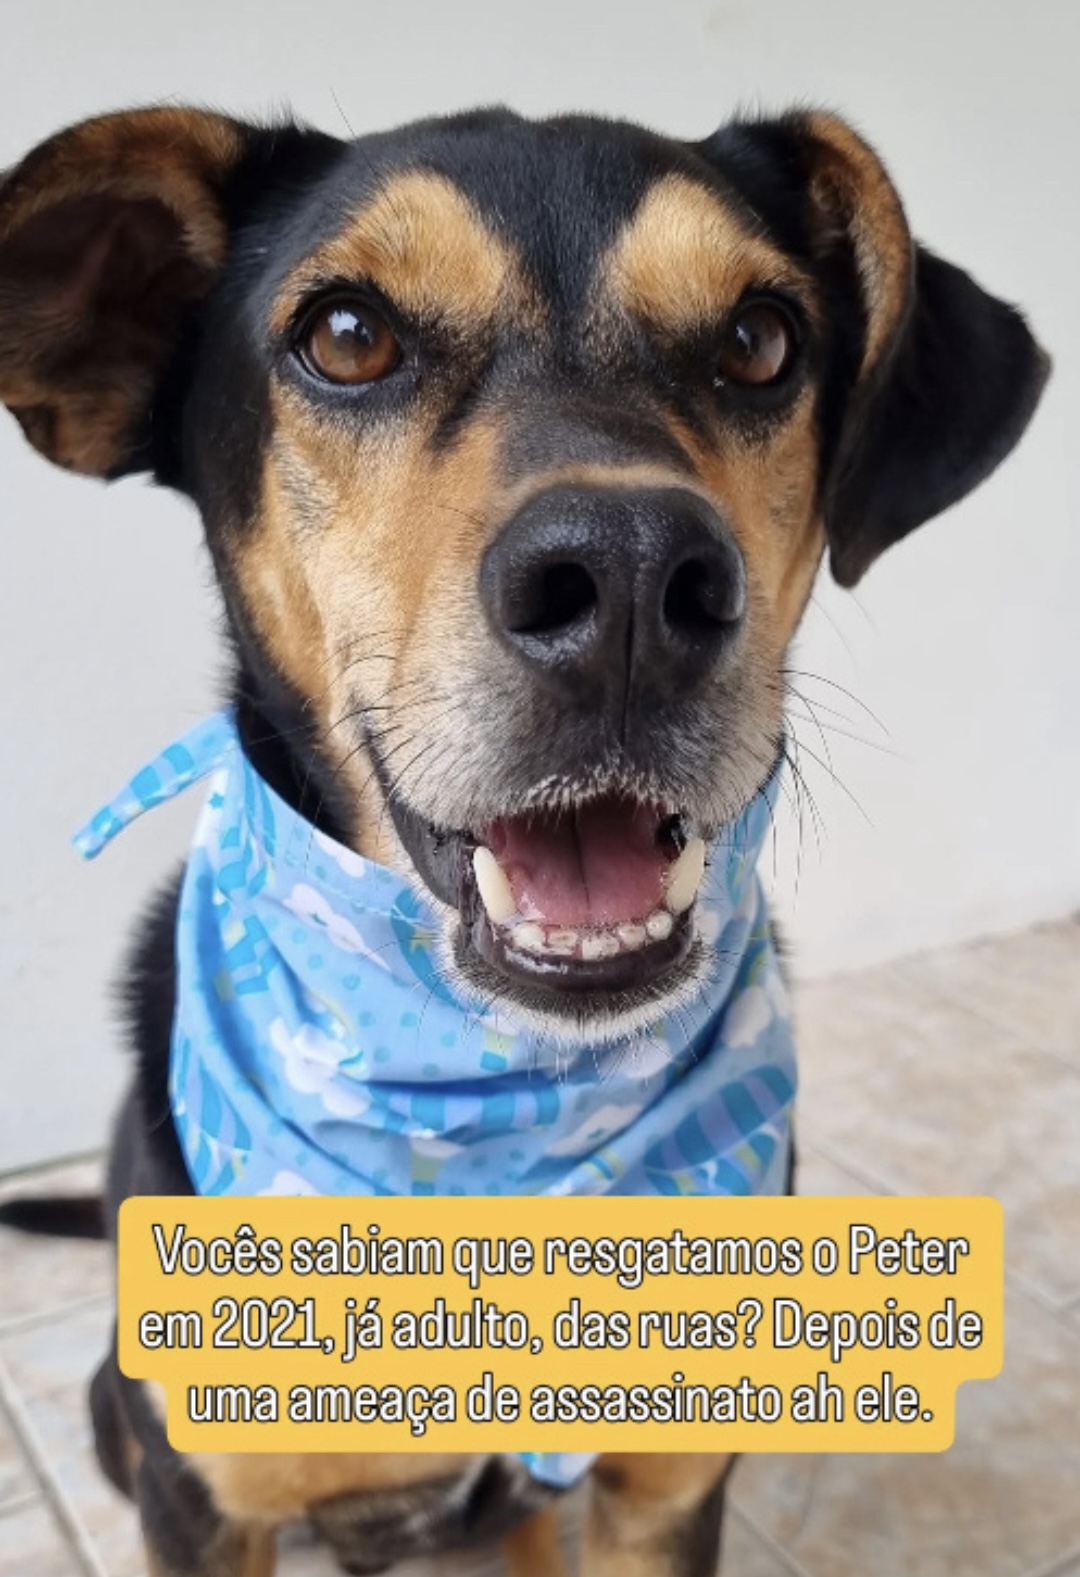 Vocês sabiam que resgatamos o Peter
em 2021, já adulto, das ruas? Depois de
uma ameaça de assassinato ah ele.